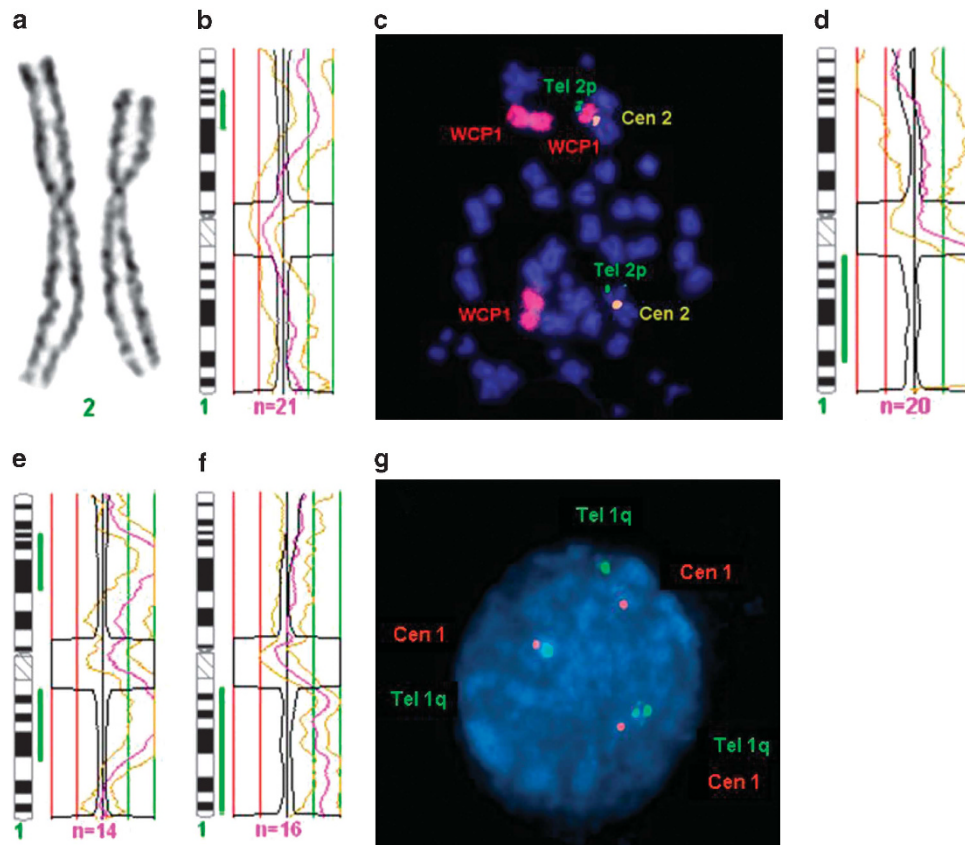 a
b
c
d
2
1
n=21
Tel 2p
WCP1
WCP1
Cen 2
Tel 2p
WCP1
Cen 2
1
n=20
e
f
g
1
n=14
1
n=16
Tel 1q
Cen 1
Cen 1
Tel 1q
Tel 1q
Cen 1